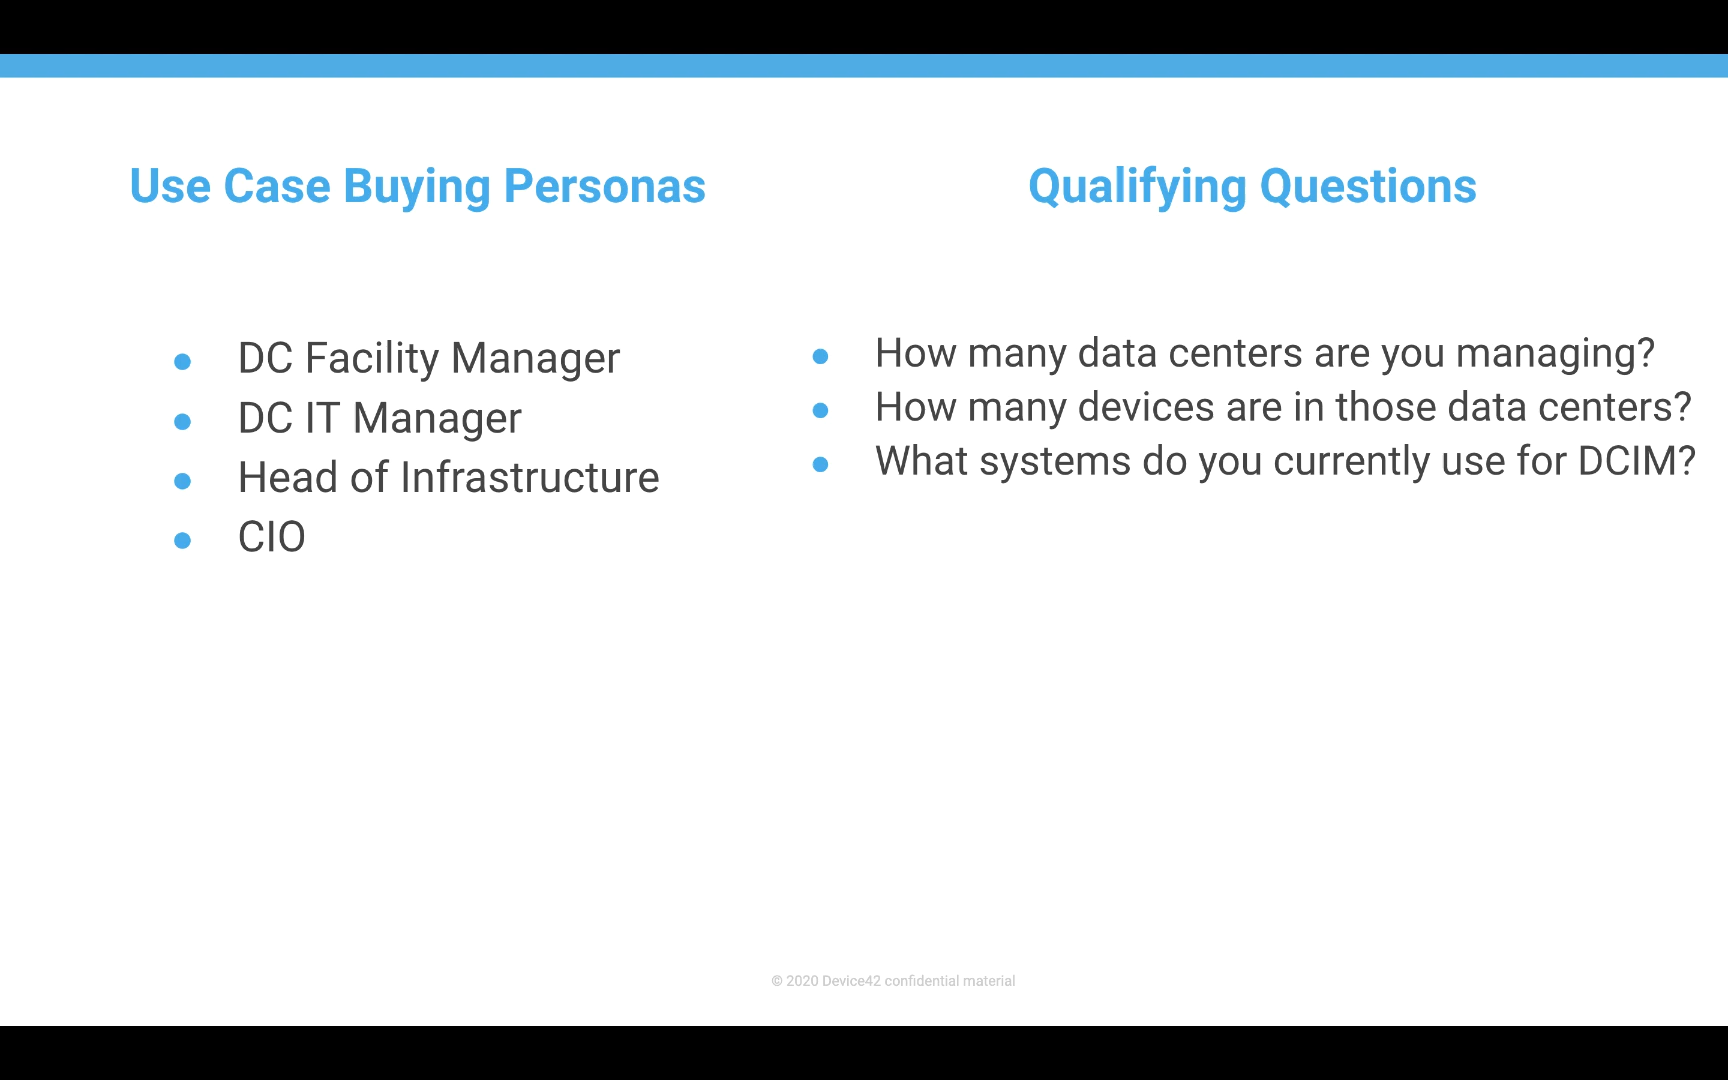 Use Case Buying Personas
• DC Facility Manager
• DC IT Manager
• Head of Infrastructure
• CIO
Qualifying Questions
• How many data centers are you managing?
• How many devices are in those data centers?
• What systems do you currently use for DCIM?
© 2020 Device42 confidential material